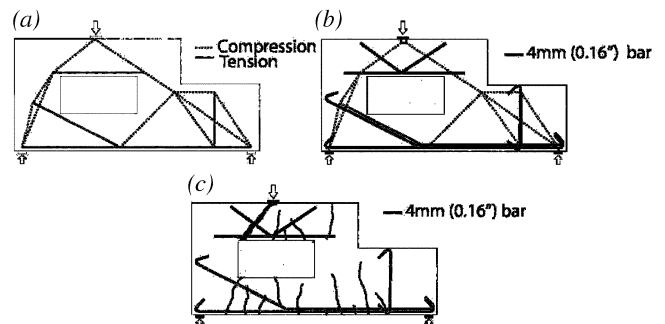 (a)
Compression
Tension
(b)
4mm (0.16") bar
(c)
4mm (0.16") bar